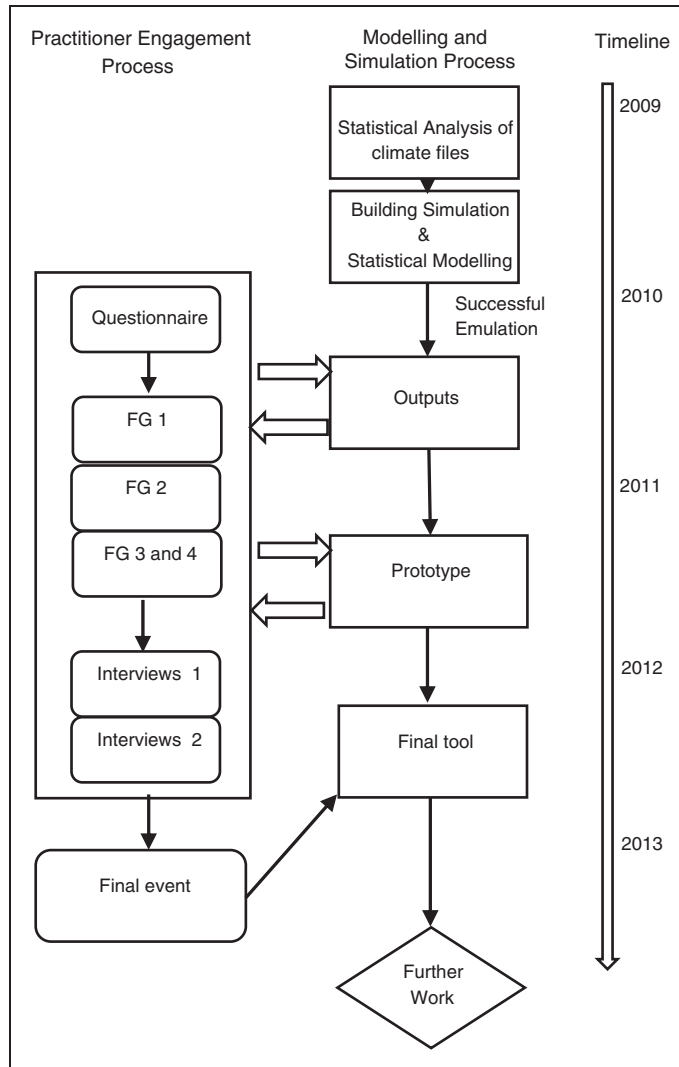 Practitioner Engagement
Process
Modelling and
Simulation Process
Timeline
2009
Statistical Analysis of
climate files
Building Simulation
&
Statistical Modelling
2010
Successful
Emulation
Questionnaire
Outputs
FG 1
FG 2
2011
FG 3 and 4
Prototype
Interviews 1
2012
Interviews 2
Final tool
2013
Final event
Further
Work